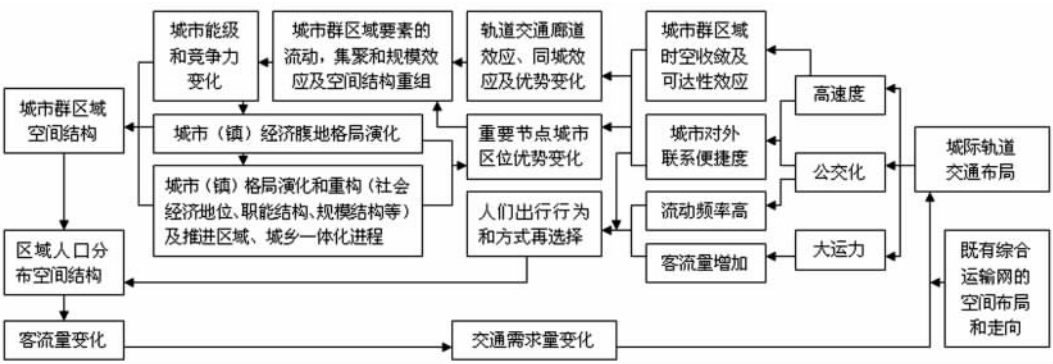 城市能级
和竞争力
变化
城市群区域要素的
流动，集聚和规模效
应及空间结构重组
轨道交通廊道
效应、同城效
应及优势变化
城市群区域
时空收敛及
可达性效应
高速度
城市群区域
空间结构
城市（镇）经济腹地格局演化
重要节点城市
区位优势变化
城市对外
联系便捷度
公交化
城际轨道
交通布局
城市（镇）格局演化和重构（社会
经济地位、职能结构、规模结构等）
及推进区域、城乡一体化进程
人们出行行为
和方式再选择
流动频率高
客流量增加
大运力
既有综合
运输网的
空间布局
和走向
区域人口分
布空间结构
客流量变化
交通需求量变化